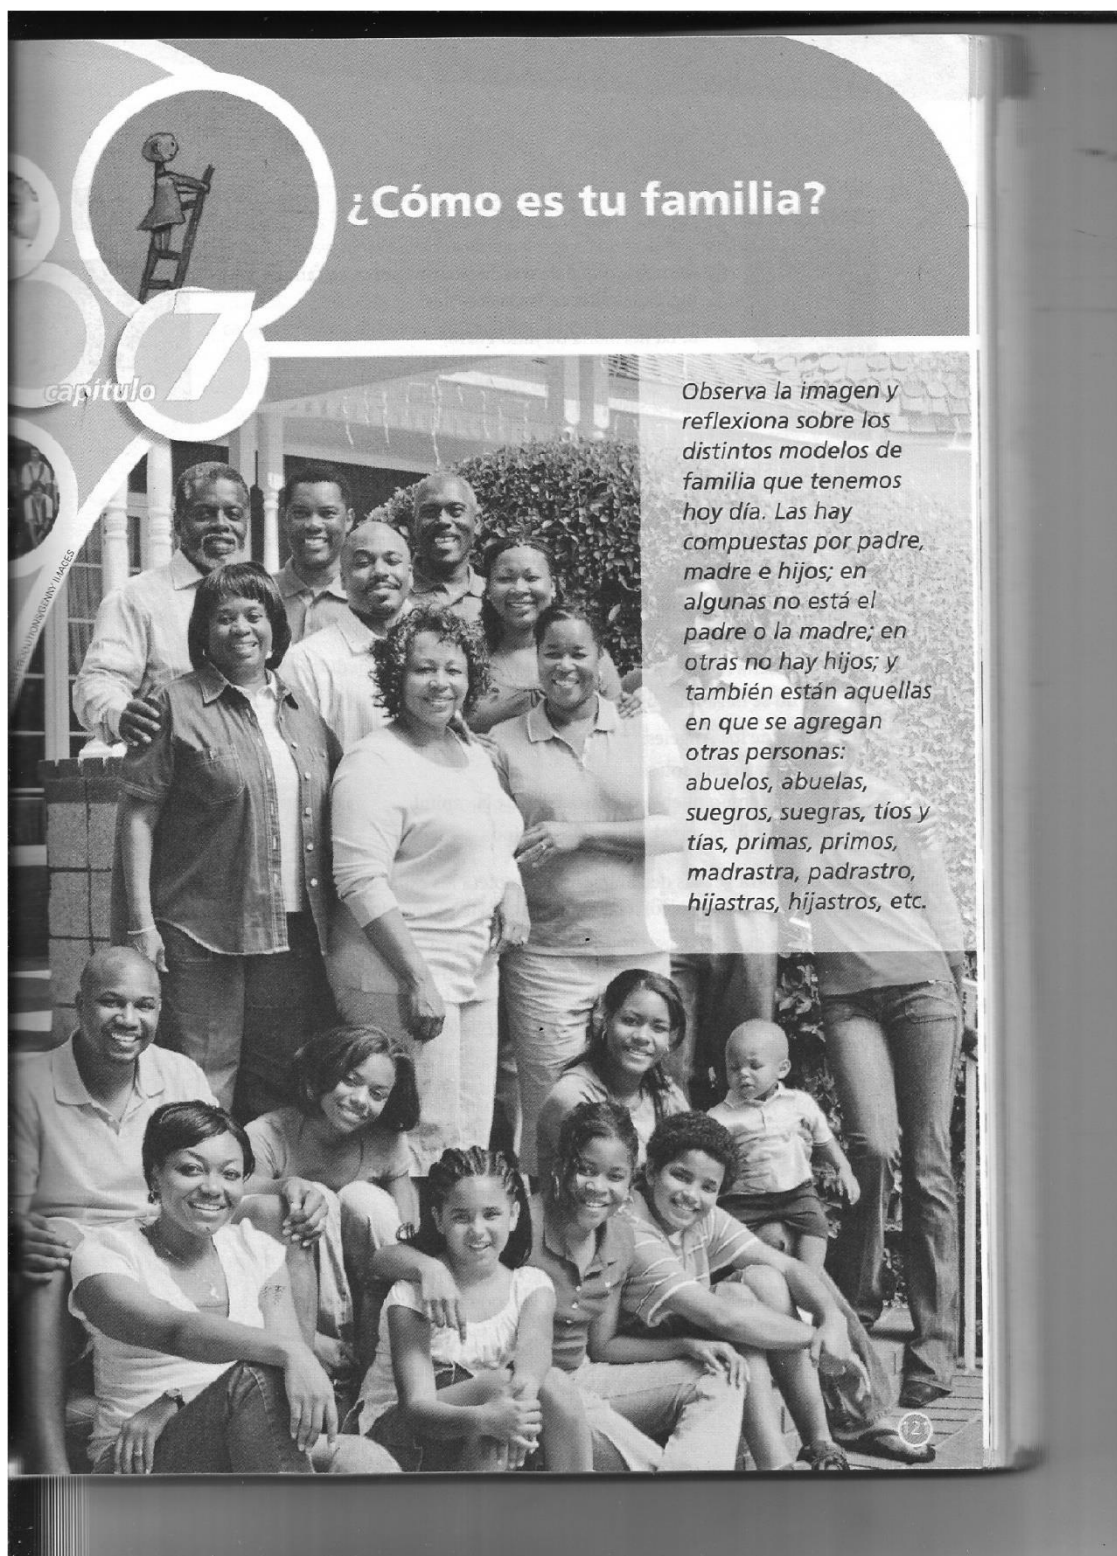 ¿Cómo es tu familia?
capítulo 7
Observa la imagen y
reflexiona sobre los
distintos modelos de
familia que tenemos
hoy día. Las hay
compuestas por padre,
madre e hijos; en
algunas no está el
padre o la madre; en
otras no hay hijos; y
también están aquellas
en que se agregan
otras personas:
abuelos, abuelas,
suegros, suegras, tíos y
tías, primas, primos,
madrastra, padrastro,
hijastras, hijastros, etc.
121